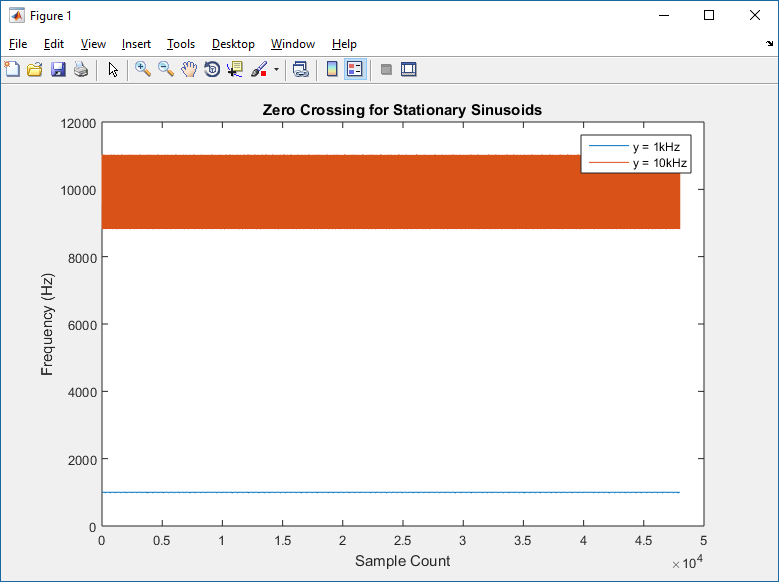 Figure 1
File Edit View Insert Tools Desktop Window Help
Zero Crossing for Stationary Sinusoids
12000
10000
8000
6000
4000
2000
0
Frequency (Hz)
y = 1kHz
y = 10kHz
0 0.5 1 1.5 2 2.5 3 3.5 4 4.5 5
Sample Count
×10^4